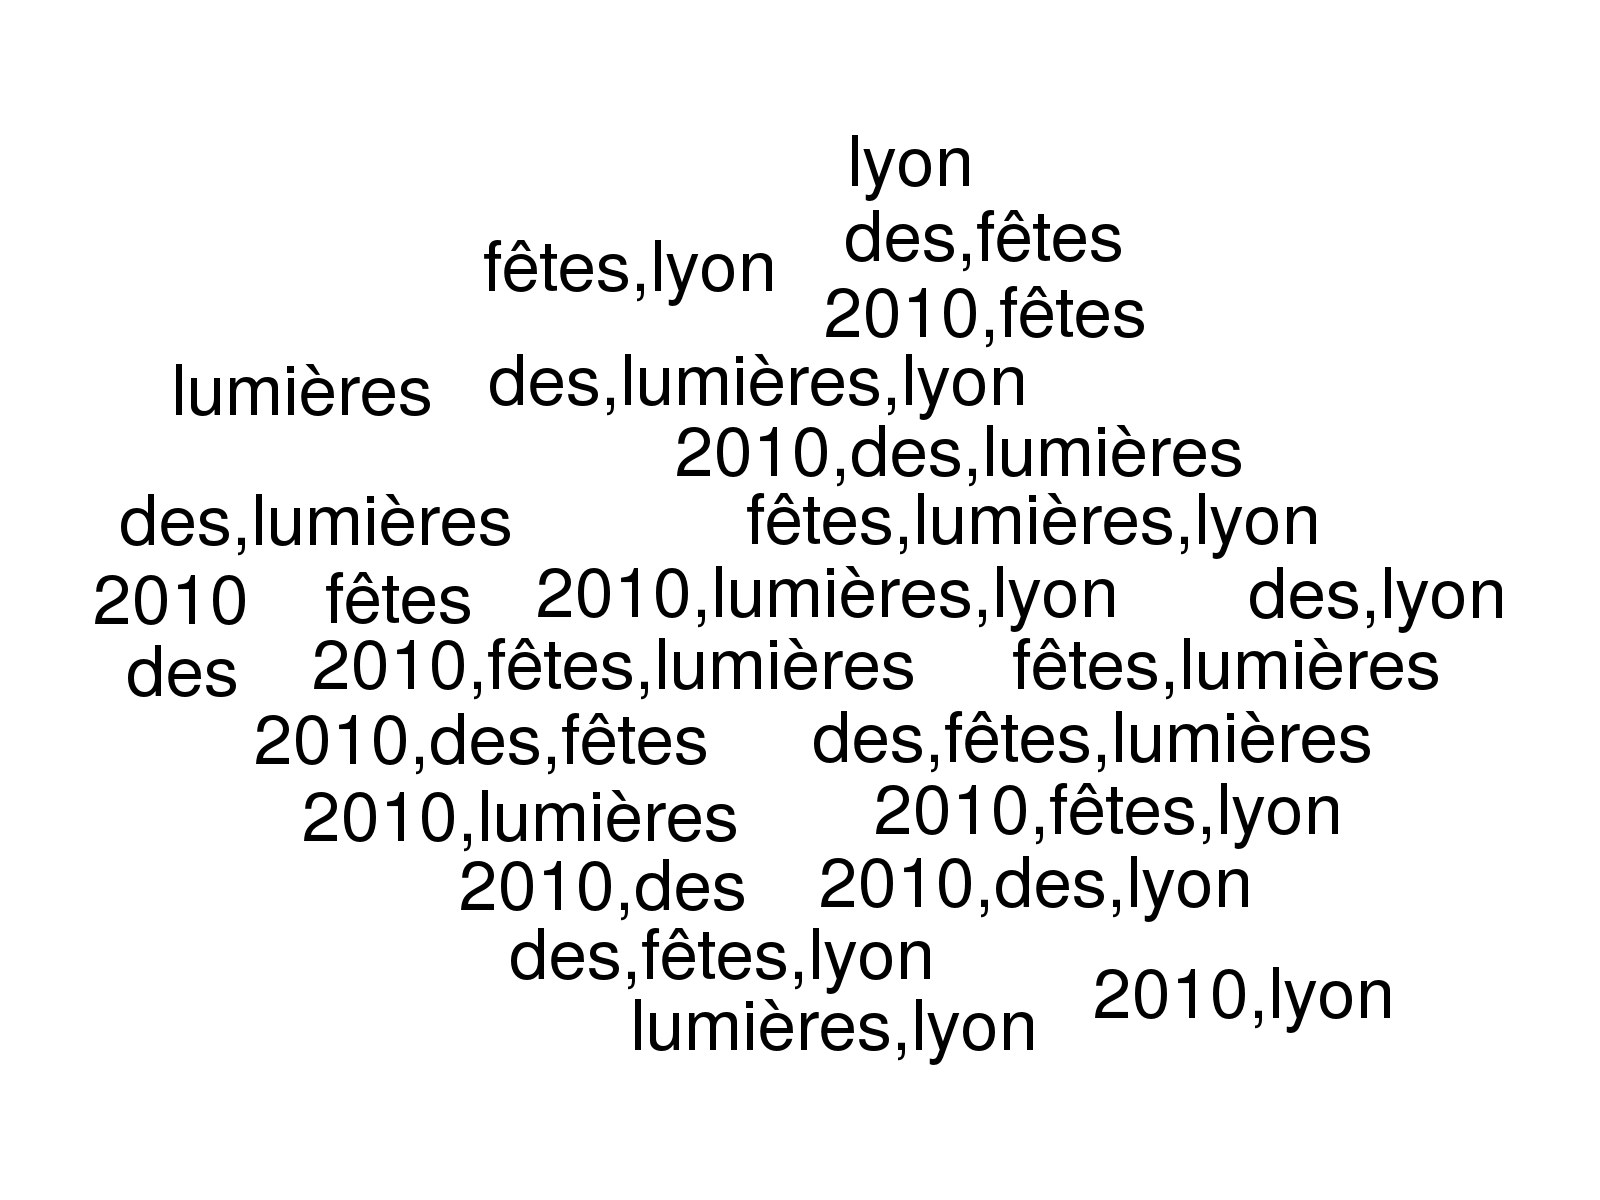 lyon
des,fêtes
fêtes,lyon
2010,fêtes
lumières
des,lumières,lyon
2010,des,lumières
des,lumières
fêtes,lumières,lyon
2010
fêtes
2010,lumières,lyon
des,lyon
des
2010,fêtes,lumières
fêtes,lumières
2010,des,fêtes
des,fêtes,lumières
2010,lumières
2010,fêtes,lyon
2010,des
2010,des,lyon
des,fêtes,lyon
2010,lyon
lumières,lyon